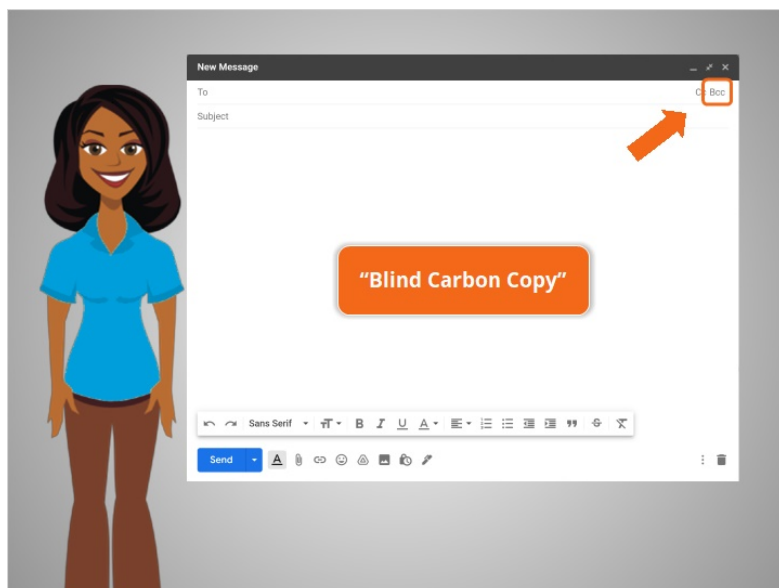 New Message
To Cc Bcc
Subject
“Blind Carbon Copy”
Sans Serif
Send